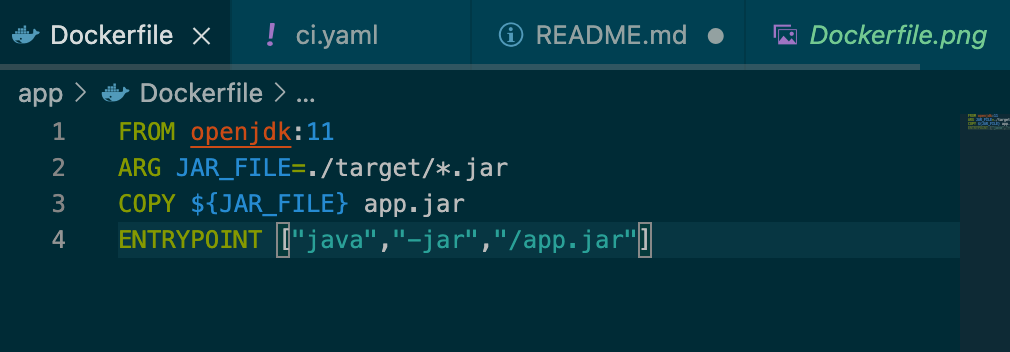 Dockerfile × ! ci.yaml README.md ● Dockerfile.png
app > Dockerfile > ...
1 FROM openjdk:11
2 ARG JAR_FILE=./target/*.jar
3 COPY ${JAR_FILE} app.jar
4 ENTRYPOINT ["java","-jar","/app.jar"]